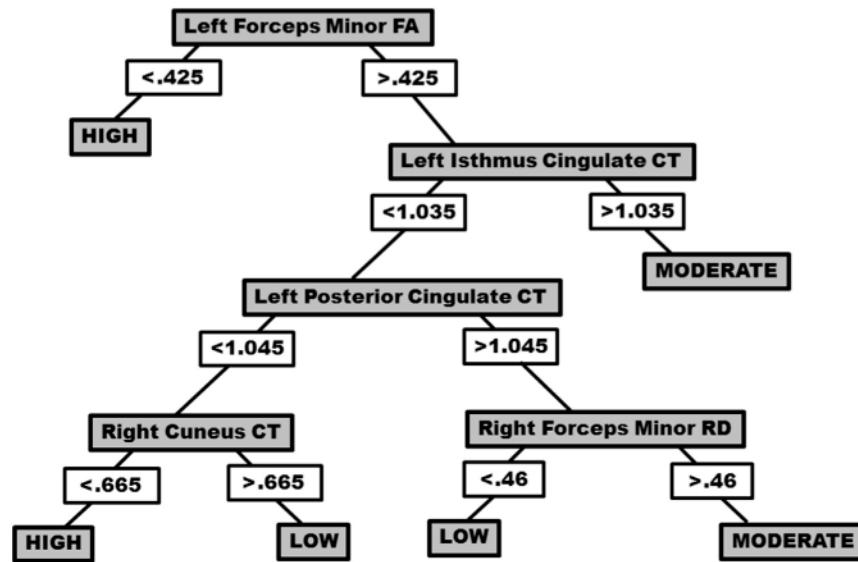 Left Forceps Minor FA
<.425
>.425
HIGH
Left Isthmus Cingulate CT
<1.035
>1.035
MODERATE
Left Posterior Cingulate CT
<1.045
>1.045
Right Cuneus CT
Right Forceps Minor RD
<.665
>.665
<.46
>.46
HIGH
LOW
LOW
MODERATE